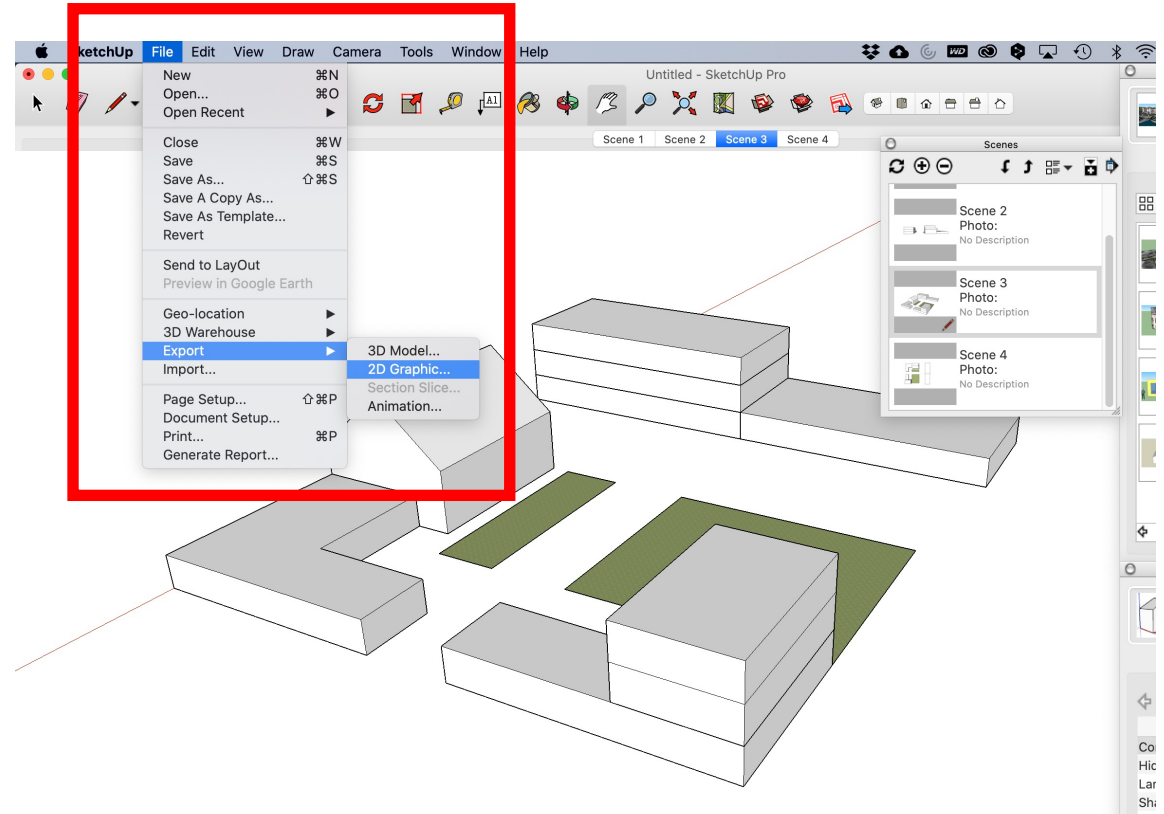 SketchUp File Edit View Draw Camera Tools Window Help
WD
Untitled - SketchUp Pro
A1
Scene 1 Scene 2 Scene 3 Scene 4
New ⌘N
Open... ⌘O
Open Recent ▶
Close ⌘W
Save ⌘S
Save As... ⇧⌘S
Save A Copy As...
Save As Template...
Revert
Send to LayOut
Preview in Google Earth
Geo-location ▶
3D Warehouse ▶
Export ▶
Import...
Page Setup... ⇧⌘P
Document Setup...
Print... ⌘P
Generate Report...
3D Model...
2D Graphic...
Section Slice...
Animation...
Scenes
Scene 2
Photo:
No Description
Scene 3
Photo:
No Description
Scene 4
Photo:
No Description